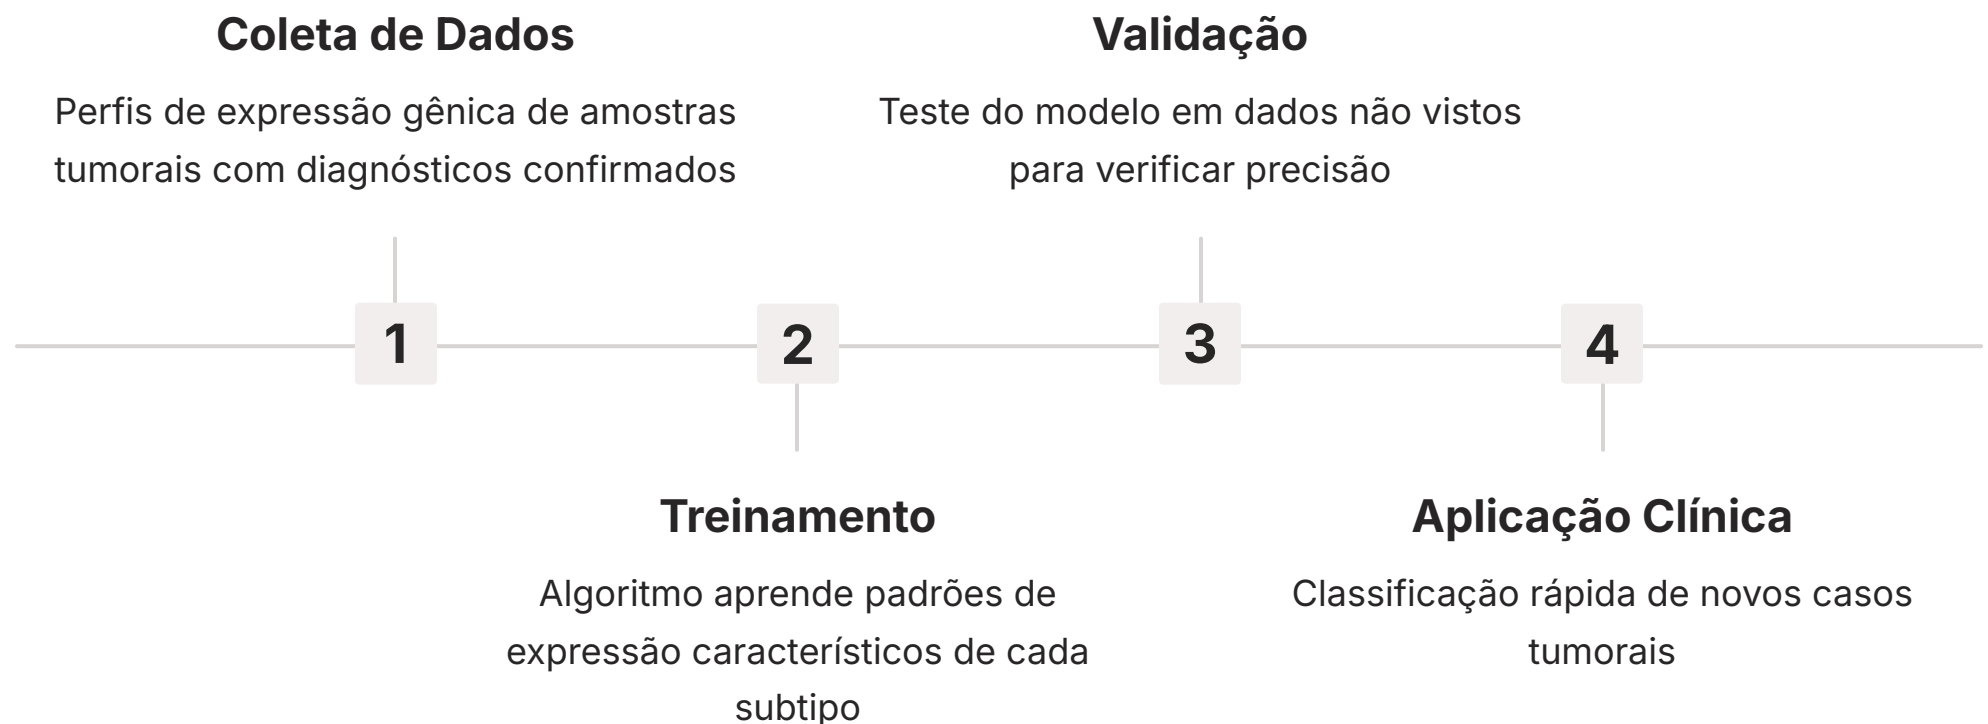 Coleta de Dados
Perfis de expressão gênica de amostras
tumorais com diagnósticos confirmados
1
2
Treinamento
Algoritmo aprende padrões de
expressão característicos de cada
subtipo
Validação
Teste do modelo em dados não vistos
para verificar precisão
3
4
Aplicação Clínica
Classificação rápida de novos casos
tumorais